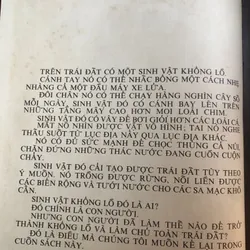 TRÊN TRÁI ĐẤT CÓ MỘT SINH VẬT KHỔNG LỒ.
CÁNH TAY NÓ CÓ THỂ NHẤC BỔNG MỘT CÁCH NHẸ
NHÀNG CẢ MỘT ĐẦU MÁY XE LỬA.
ĐÔI CHÂN NÓ CÓ THỂ CHẠY HÀNG NGHÌN CÂY SỐ
MỖI NGÀY, SINH VẬT ĐÓ CÓ CÁNH BAY LÊN TRÊN
NHỮNG TẦNG MÂY CAO HƠN MỌI LOÀI CHIM.
SINH VẬT ĐÓ CÓ VÂY ĐỂ BƠI GIỎI HƠN CÁC LOÀI CÁ.
MẮT NÓ NHÌN ĐƯỢC VẬT VÔ HÌNH; TAI NÓ NGHE
THẤU SUỐT TỪ LỤC ĐỊA NÀY QUA LỤC ĐỊA KHÁC.
NÓ CÓ ĐỦ SỨC MẠNH ĐỂ CHỌC THỦNG CẢ NÚI,
CHẶN ĐỨNG NHỮNG THÁC NƯỚC ĐANG CUỒN CUỘN
CHẢY.
SINH VẬT ĐÓ CẢI TẠO ĐƯỢC TRÁI ĐẤT TÙY THEO
Ý MUỐN. NÓ TRỒNG ĐƯỢC RỪNG, NỐI LIỀN ĐƯỢC
CÁC BIỂN RỘNG VÀ TƯỚI NƯỚC CHO CÁC SA MẠC KHÔ
CẰN.
SINH VẬT KHỔNG LỒ ĐÓ LÀ AI?
ĐÓ CHÍNH LÀ CON NGƯỜI.
NHƯNG CON NGƯỜI ĐÃ LÀM THẾ NÀO ĐỂ TRỞ
THÀNH KHỔNG LỒ VÀ LÀM CHỦ TOÀN TRÁI ĐẤT?
ĐÓ LÀ ĐIỀU MÀ CHÚNG TÔI MUỐN KỂ LẠI TRONG
CUỐN SÁCH NÀY.